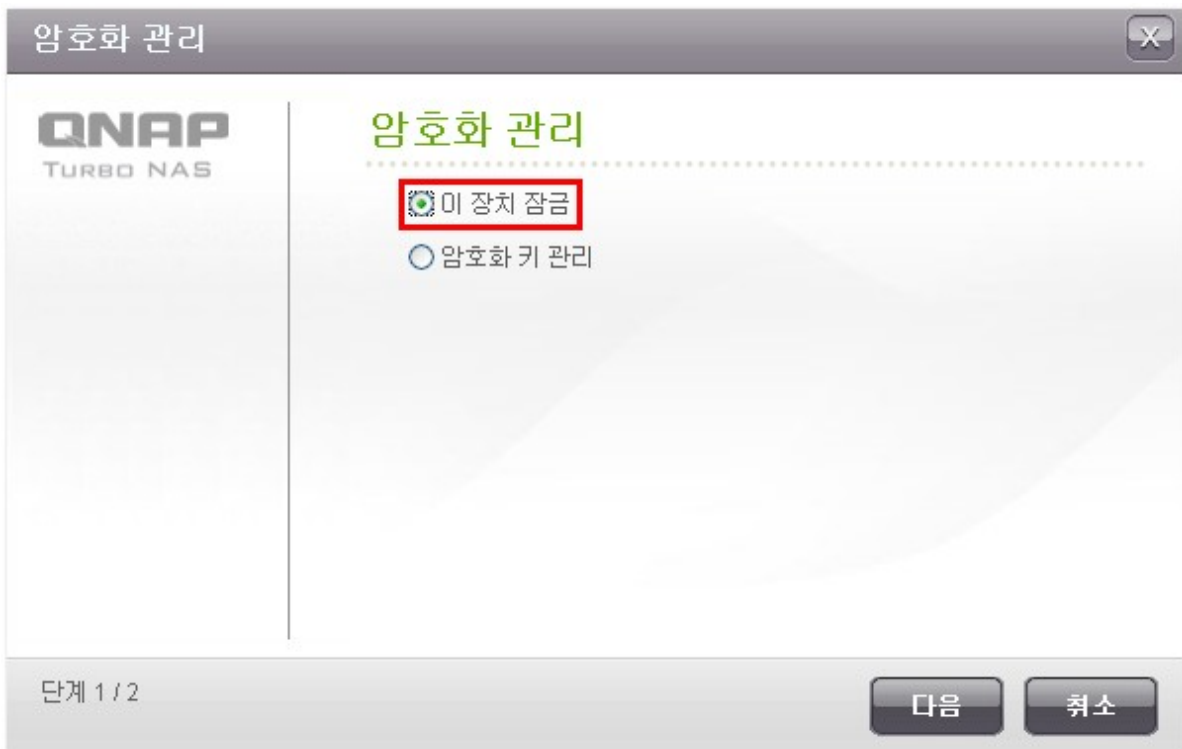 암호화 관리
X
QNAP
TURBO NAS
암호화 관리
이 장치 잠금
암호화 키 관리
단계 1 / 2
다음
취소